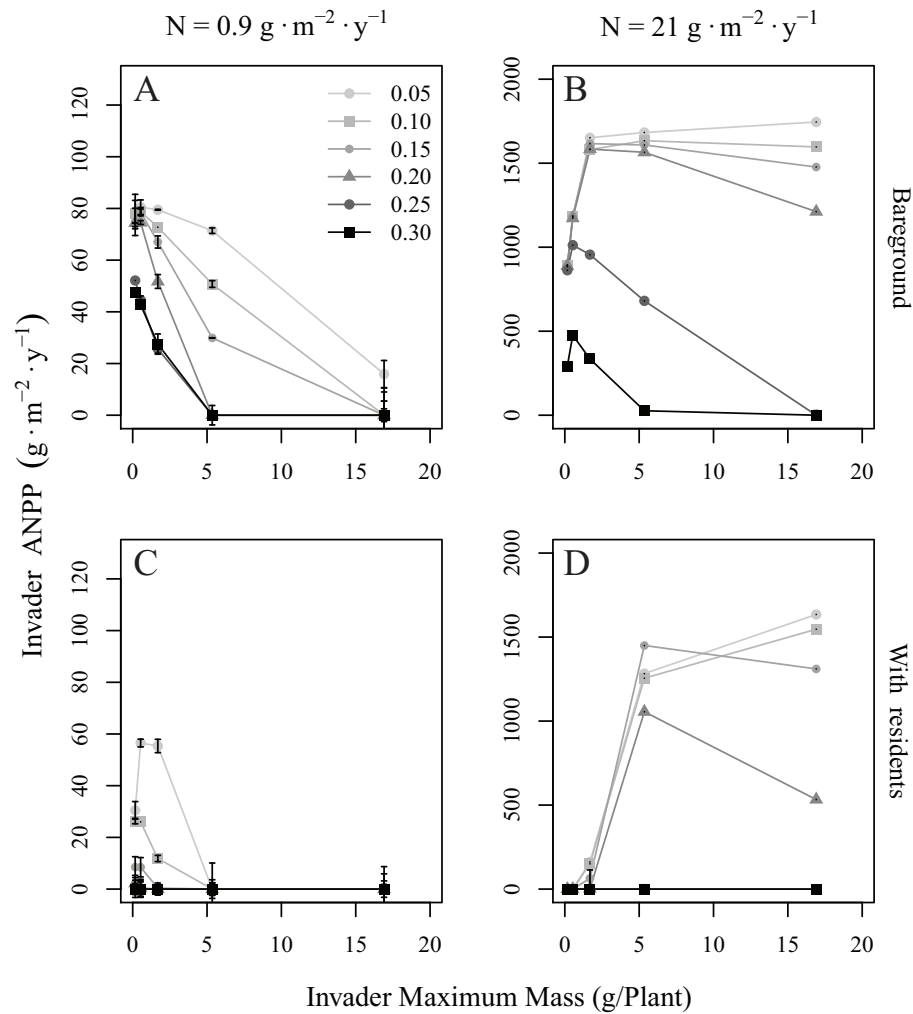 N = 0.9 g · m⁻² · y⁻¹
N = 21 g · m⁻² · y⁻¹
A
0.05
0.10
0.15
0.20
0.25
0.30
0 20 40 60 80 100 120
0 5 10 15 20
B
0 500 1000 1500 2000
0 5 10 15 20
Bareground
C
0 20 40 60 80 100 120
0 5 10 15 20
D
0 500 1000 1500 2000
0 5 10 15 20
With residents
Invader ANPP (g · m⁻² · y⁻¹)
Invader Maximum Mass (g/Plant)